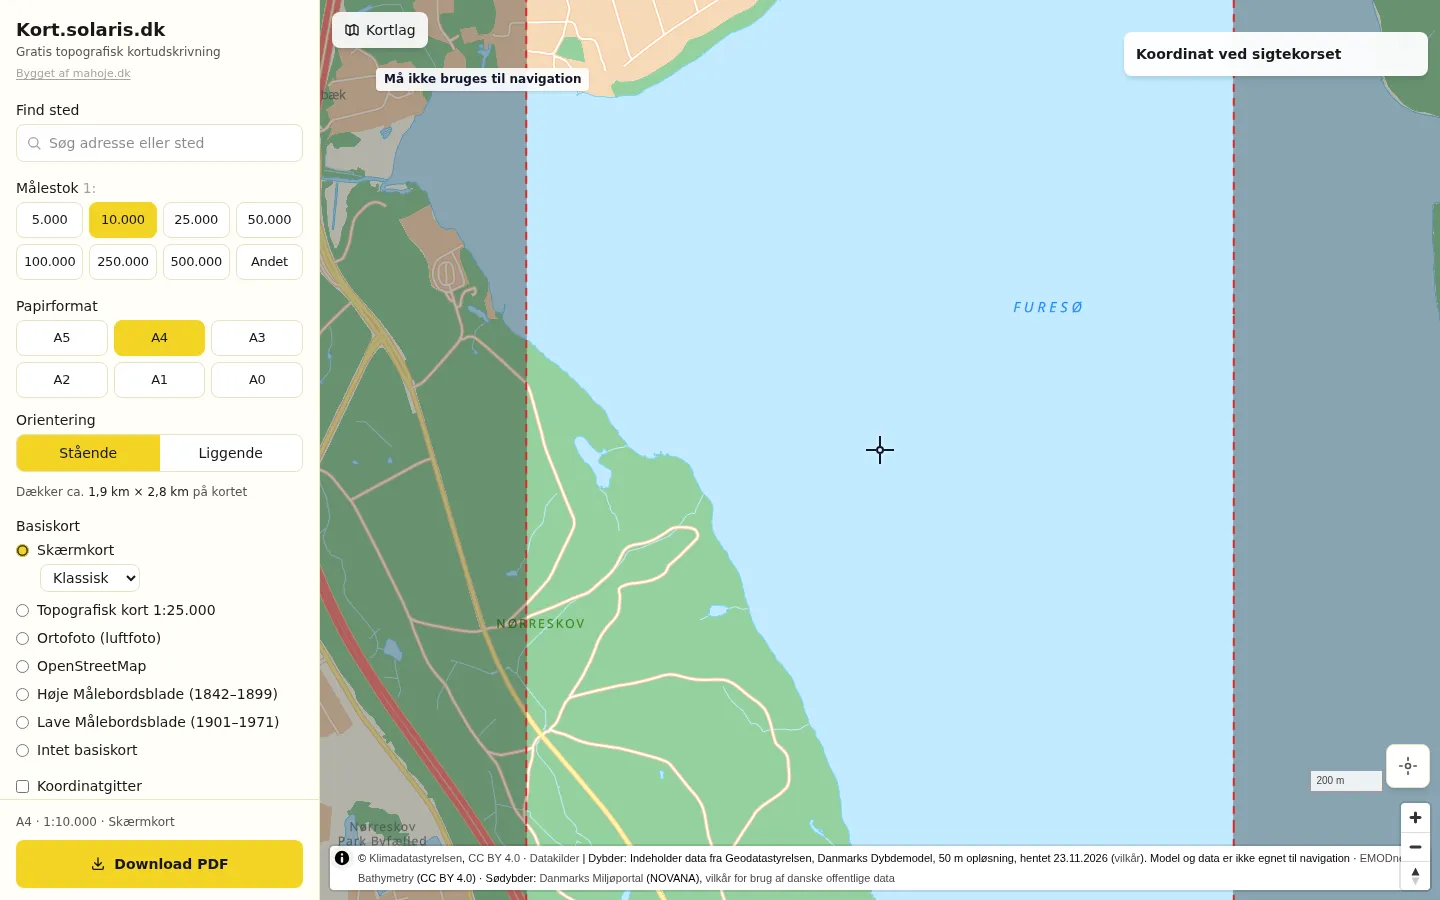 Kort.solaris.dk
Gratis topografisk kortudskrivning
Bygget af mahoje.dk
Find sted
Søg adresse eller sted
Målestok 1:
5.000 10.000 25.000 50.000
100.000 250.000 500.000 Andet
Papirformat
A5 A4 A3
A2 A1 A0
Orientering
Stående Liggende
Dækker ca. 1,9 km × 2,8 km på kortet
Basiskort
Skærmkort
Klassisk
Topografisk kort 1:25.000
Ortofoto (luftfoto)
OpenStreetMap
Høje Målebordsblade (1842–1899)
Lave Målebordsblade (1901–1971)
Intet basiskort
Koordinatgitter
A4 · 1:10.000 · Skærmkort
Download PDF
Kortlag
Må ikke bruges til navigation
bæk
Koordinat ved sigtekorset
FURESØ
NØRRESKOV
Nørreskov
Park Byfælled
200 m
© Klimadatastyrelsen, CC BY 4.0 · Datakilder | Dybder: Indeholder data fra Geodatastyrelsen, Danmarks Dybdemodel, 50 m opløsning, hentet 23.11.2026 (vilkår). Model og data er ikke egnet til navigation · EMODn
Bathymetry (CC BY 4.0) · Sødybder: Danmarks Miljøportal (NOVANA), vilkår for brug af danske offentlige data